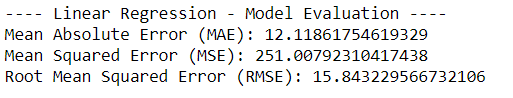 ---- Linear Regression - Model Evaluation ----
Mean Absolute Error (MAE): 12.11861754619329
Mean Squared Error (MSE): 251.00792310417438
Root Mean Squared Error (RMSE): 15.843229566732106